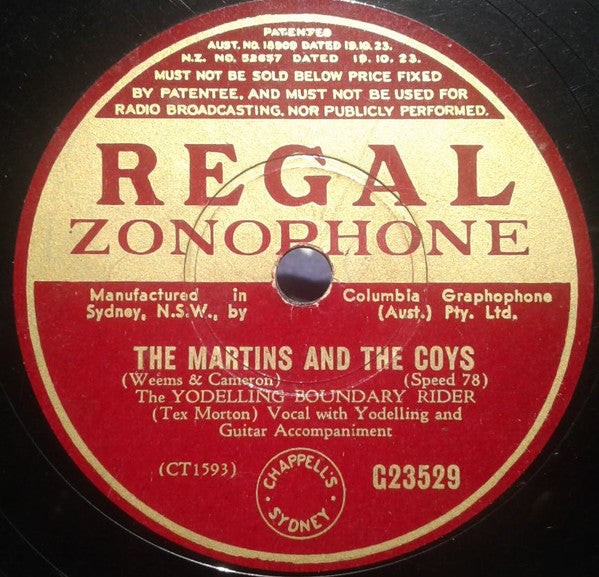 PATENTED
AUST. NO. 18909 DATED 19.10.23.
N.Z. NO. 52657 DATED 19.10.23.
MUST NOT BE SOLD BELOW PRICE FIXED
BY PATENTEE, AND MUST NOT BE USED FOR
RADIO BROADCASTING, NOR PUBLICLY PERFORMED.
REGAL
ZONOPHONE
Manufactured in Columbia Graphophone
Sydney, N.S.W., by (Aust.) Pty. Ltd.
THE MARTINS AND THE COYS
(Weems & Cameron) (Speed 78)
The YODELLING BOUNDARY RIDER
(Tex Morton) Vocal with Yodelling and
Guitar Accompaniment
(CT1593) CHAPPELL'S SYDNEY G23529